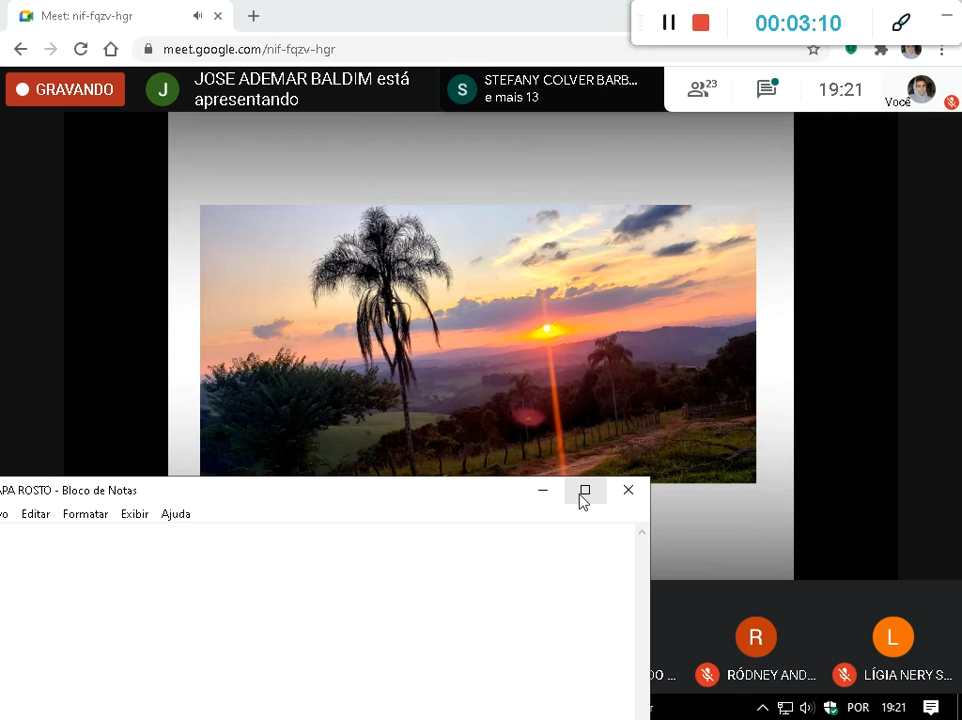 Meet: nif-fqzv-hgr
00:03:10
meet.google.com/nif-fqzv-hgr
GRAVANDO
J
JOSE ADEMAR BALDIM está
apresentando
S
STEFANY COLVER BARB...
e mais 13
23
19:21
Você
APA ROSTO - Bloco de Notas
vo Editar Formatar Exibir Ajuda
R
L
DO ...
RÓDNEY AND...
LÍGIA NERY S...
r
POR
19:21